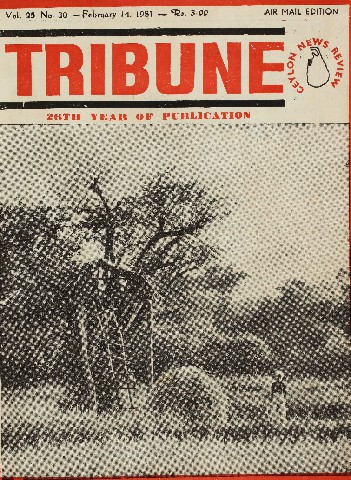 Vol. 25 No. 30 – February 14, 1981 – Rs. 3-00
AIR MAIL EDITION
TRIBUNE
CEYLON NEWS REVIEW
26TH YEAR OF PUBLICATION